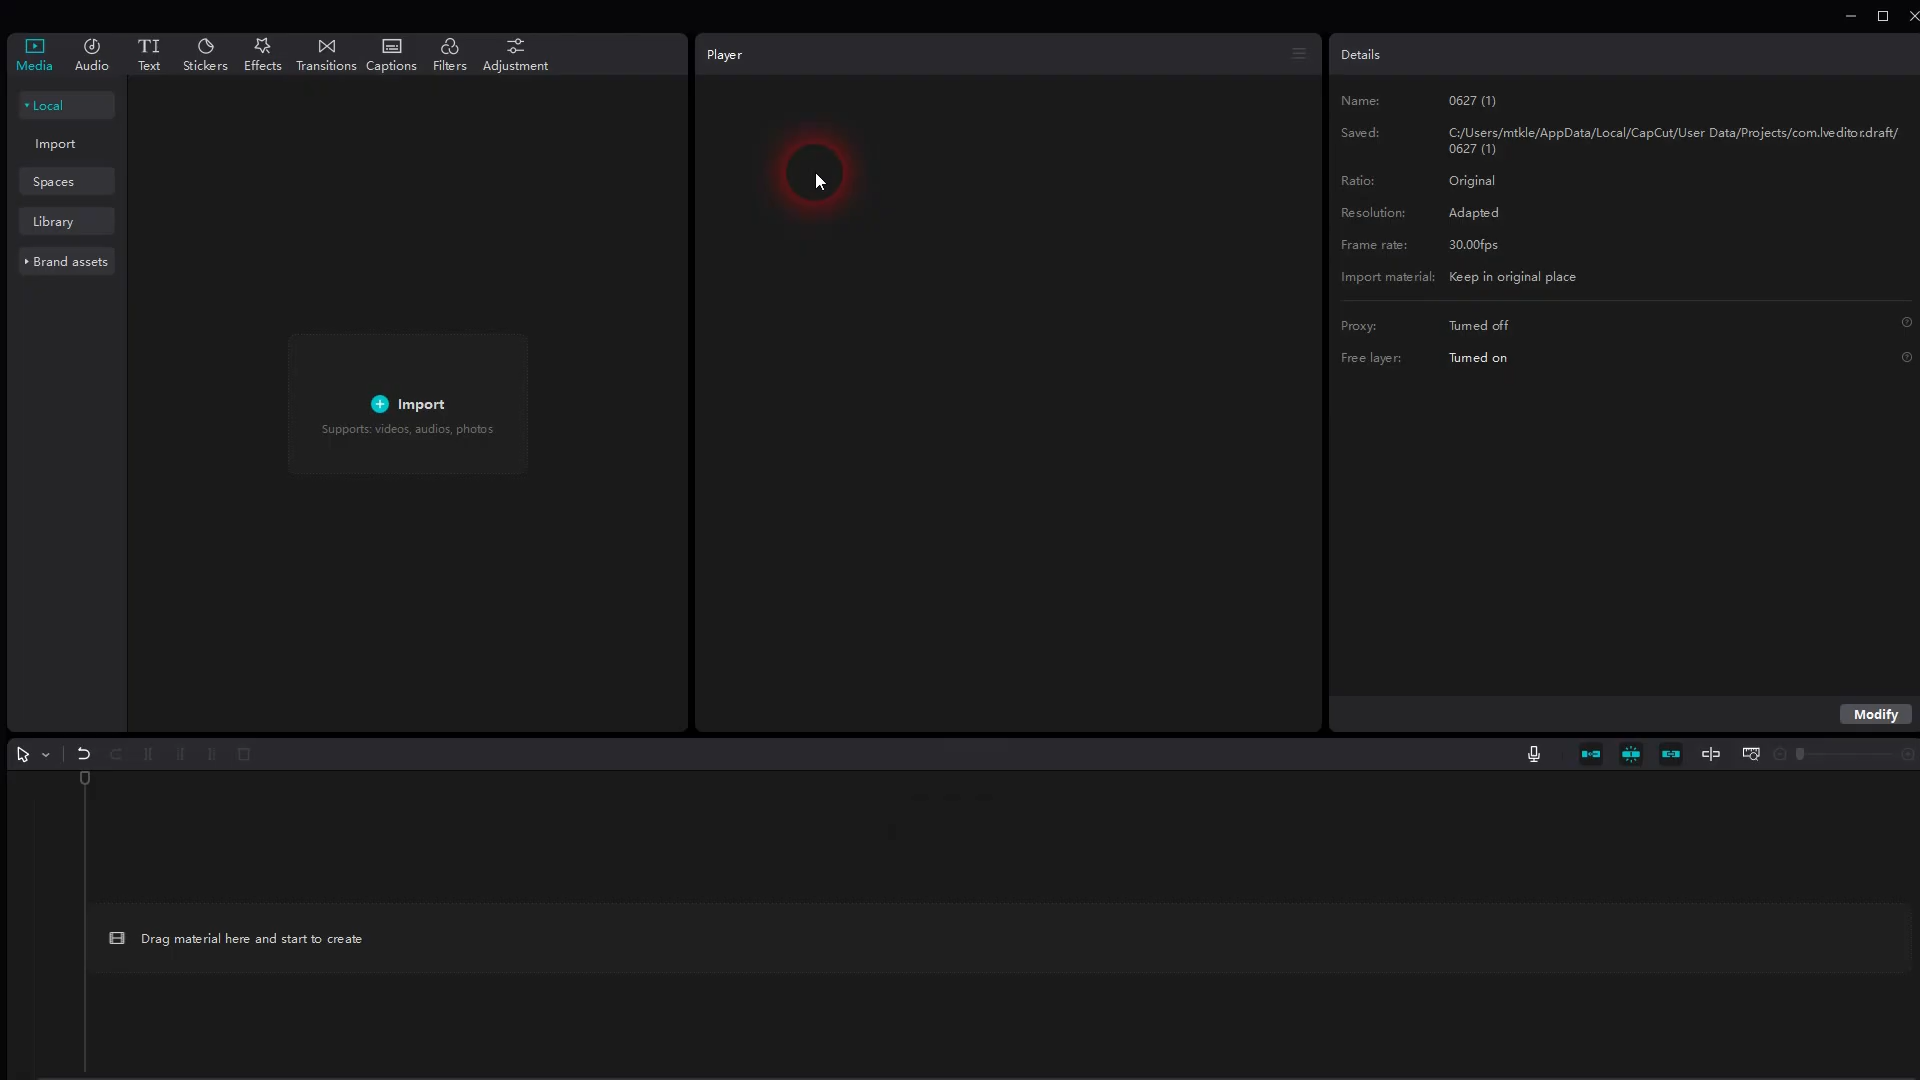 Media
Audio
TI
Text
Stickers
Effects
Transitions
Captions
Filters
Adjustment
Local
Import
Spaces
Library
Brand assets
Import
Supports: videos, audios, photos
Player
Details
Name: 0627 (1)
Saved: C:/Users/mtkle/AppData/Local/CapCut/User Data/Projects/com.lveditor.draft/
0627 (1)
Ratio: Original
Resolution: Adapted
Frame rate: 30.00fps
Import material: Keep in original place
Proxy: Turned off
Free layer: Turned on
Modify
Drag material here and start to create